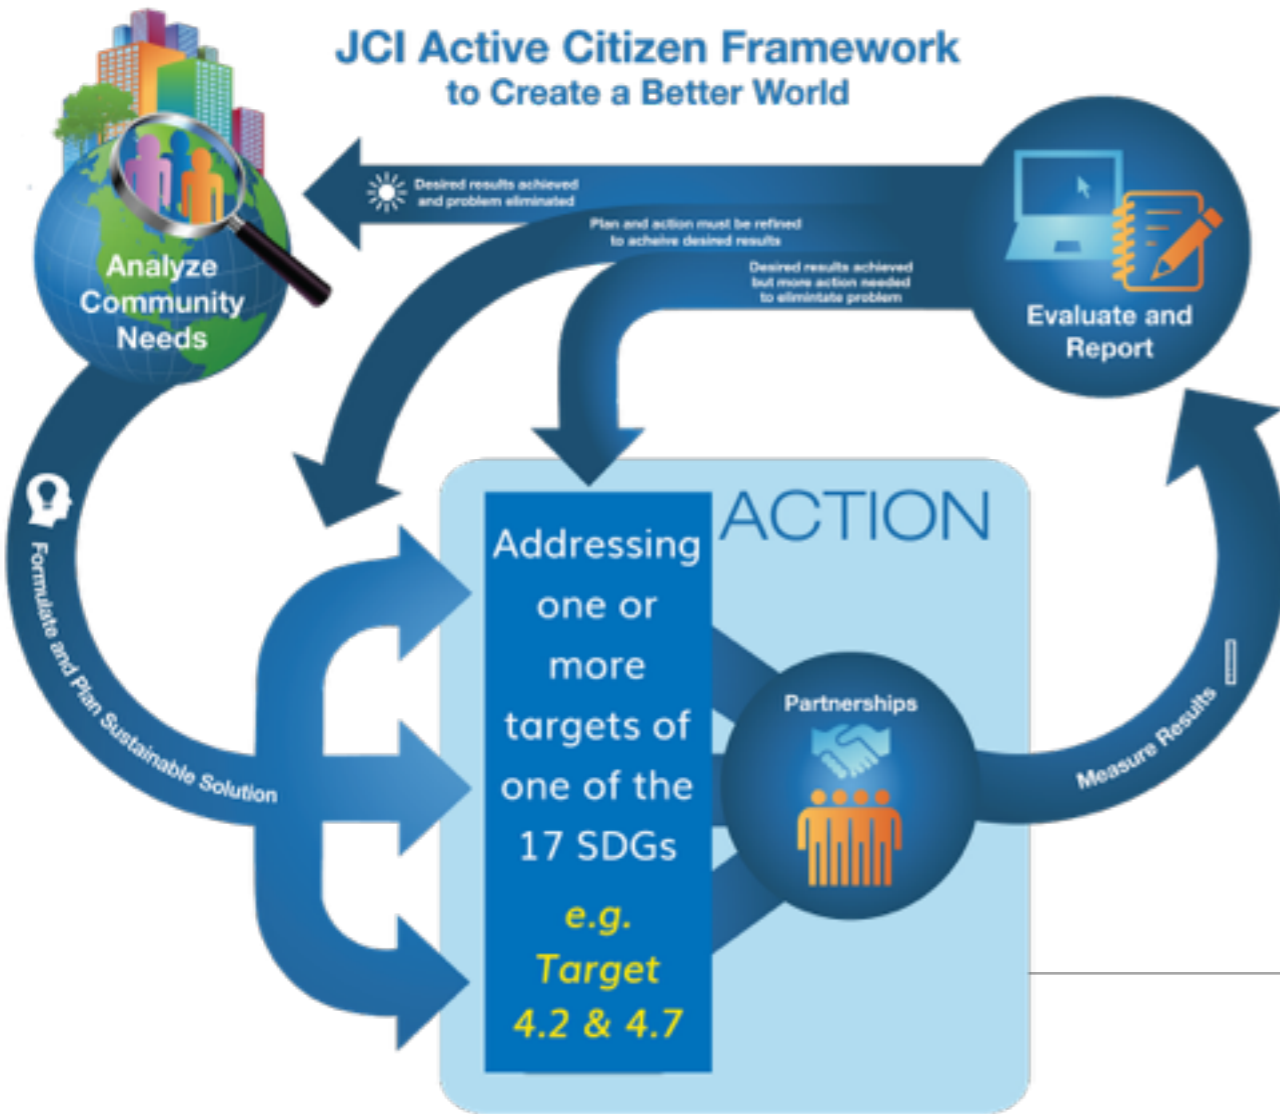 JCI Active Citizen Framework
to Create a Better World
Desired results achieved
and problem eliminated
Plan and action must be refined
to acheive desired results
Desired results achieved
but more action needed
to elimintate problem
Analyze
Community
Needs
Evaluate and
Report
Formulate and Plan Sustainable Solution
ACTION
Addressing
one or
more
targets of
one of the
17 SDGs
e.g.
Target
4.2 & 4.7
Partnerships
Measure Results